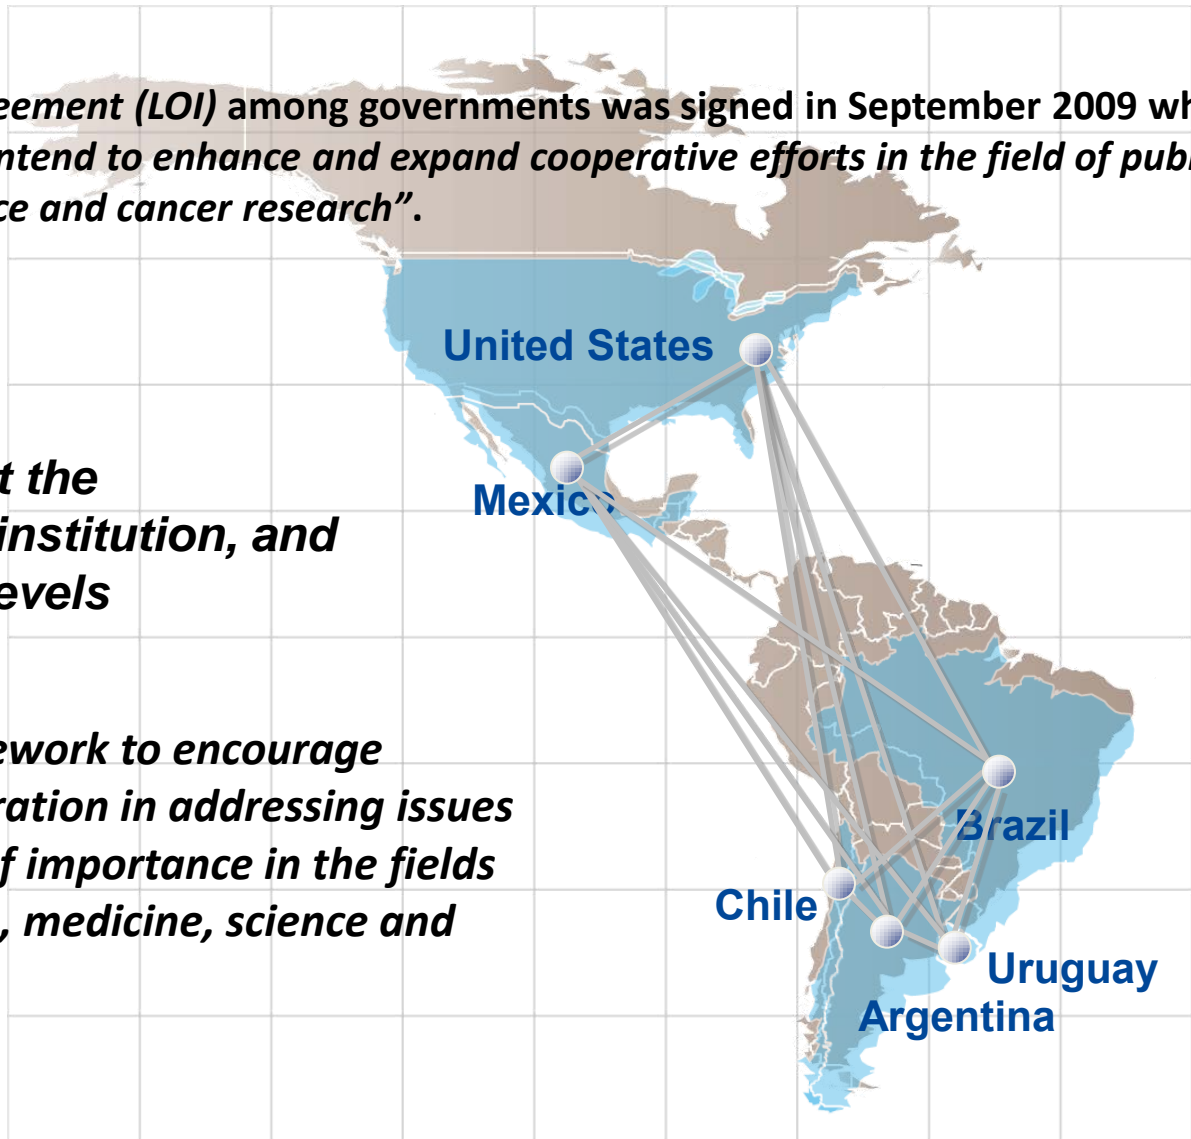 eement (LOI) among governments was signed in September 2009 wh
ntend to enhance and expand cooperative efforts in the field of publ
ce and cancer research”.
United States
Mexico
t the
institution, and
evels
ework to encourage
ration in addressing issues
f importance in the fields
, medicine, science and
Brazil
Chile
Uruguay
Argentina